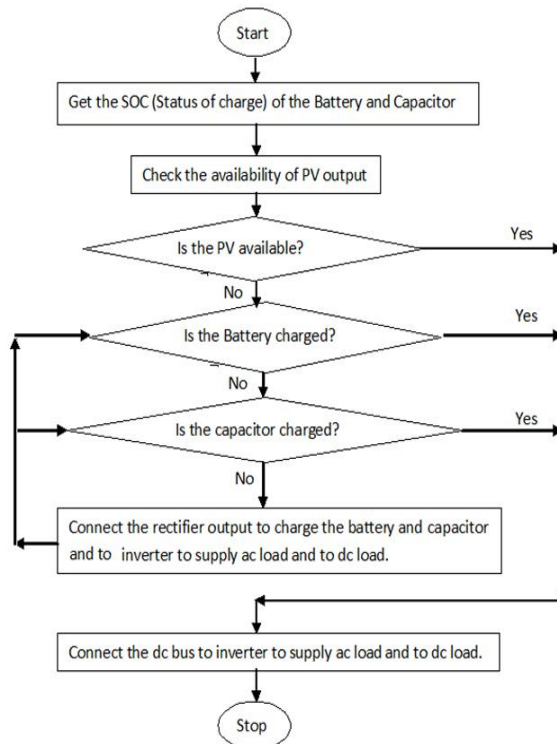 Start
Get the SOC (Status of charge) of the Battery and Capacitor
Check the availability of PV output
Is the PV available?
Yes
No
Is the Battery charged?
Yes
No
Is the capacitor charged?
Yes
No
Connect the rectifier output to charge the battery and capacitor
and to inverter to supply ac load and to dc load.
Connect the dc bus to inverter to supply ac load and to dc load.
Stop